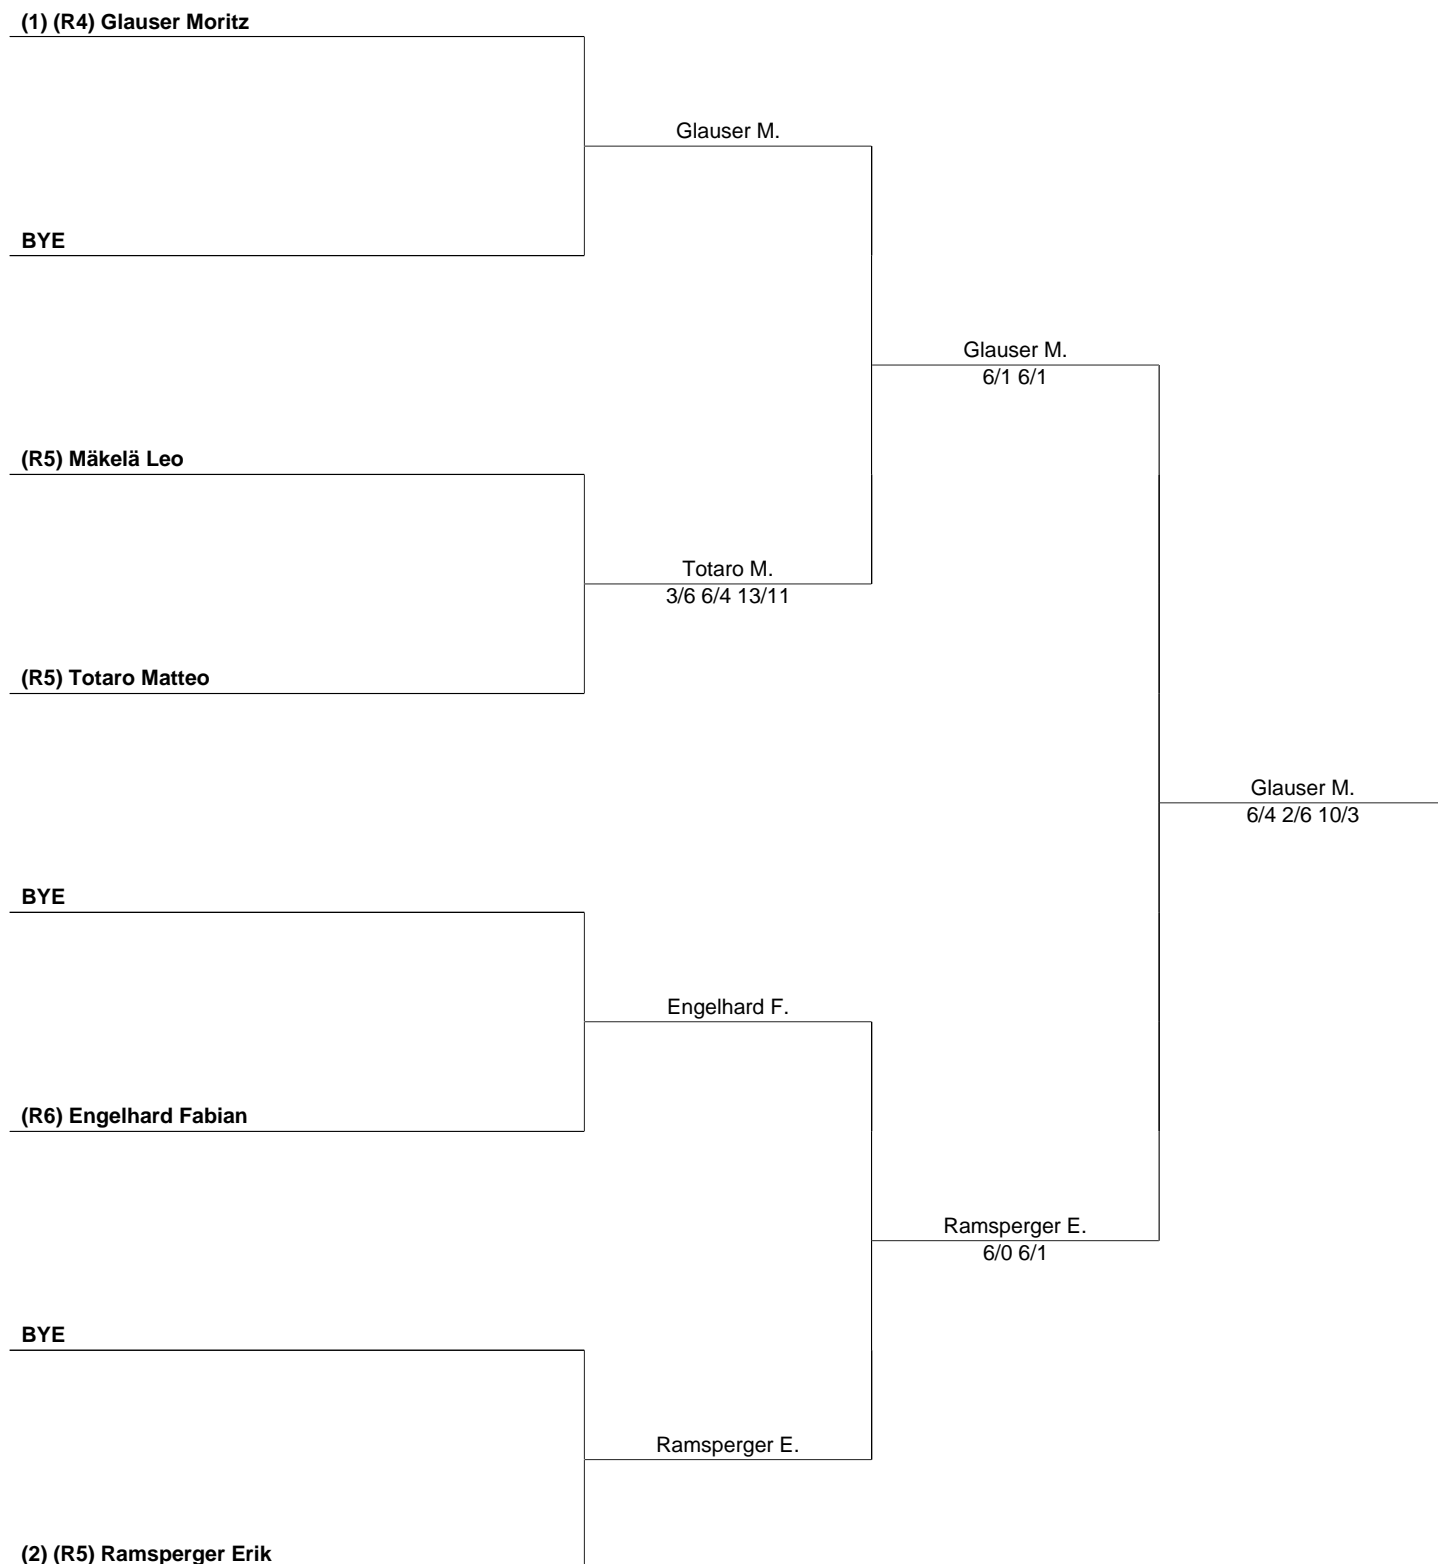 (1) (R4) Glauser Moritz
Glauser M.
BYE
Glauser M.
6/1 6/1
(R5) Mäkelä Leo
Totaro M.
3/6 6/4 13/11
(R5) Totaro Matteo
Glauser M.
6/4 2/6 10/3
BYE
Engelhard F.
(R6) Engelhard Fabian
Ramsperger E.
6/0 6/1
BYE
Ramsperger E.
(2) (R5) Ramsperger Erik